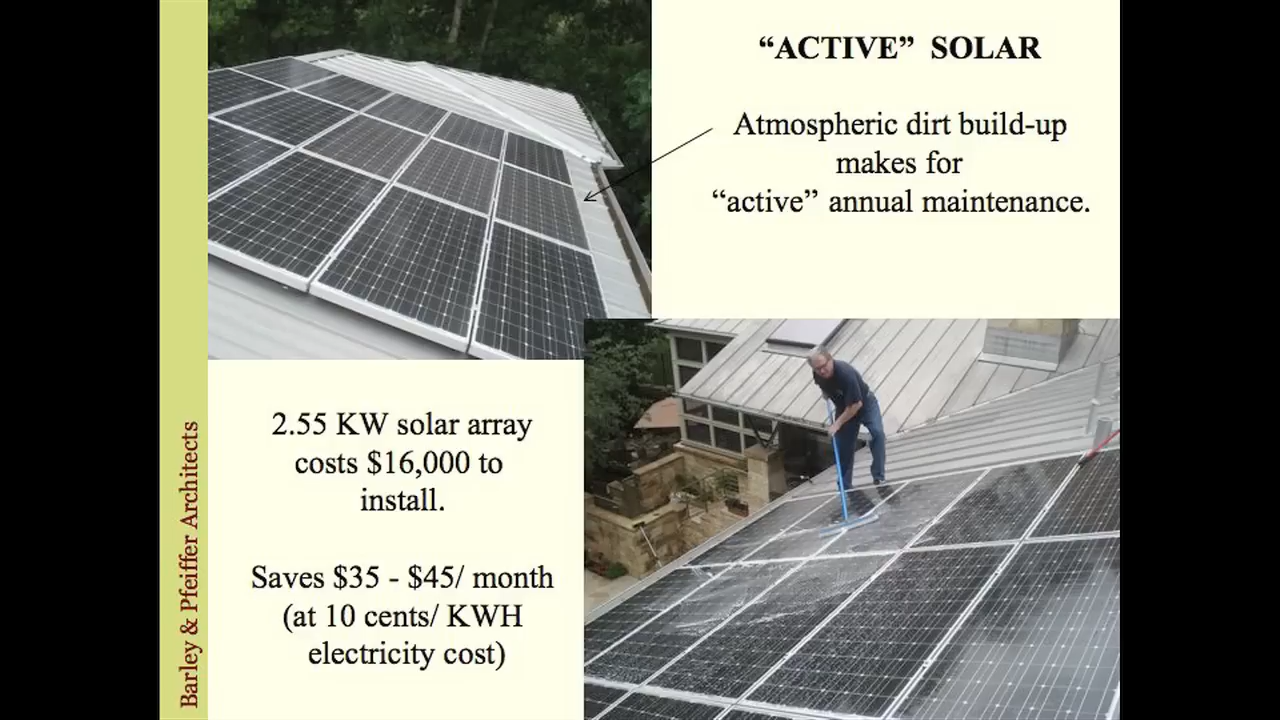 “ACTIVE” SOLAR
Atmospheric dirt build-up
makes for
“active” annual maintenance.
2.55 KW solar array
costs $16,000 to
install.
Saves $35 - $45/ month
(at 10 cents/ KWH
electricity cost)
Barley & Pfeiffer Architects